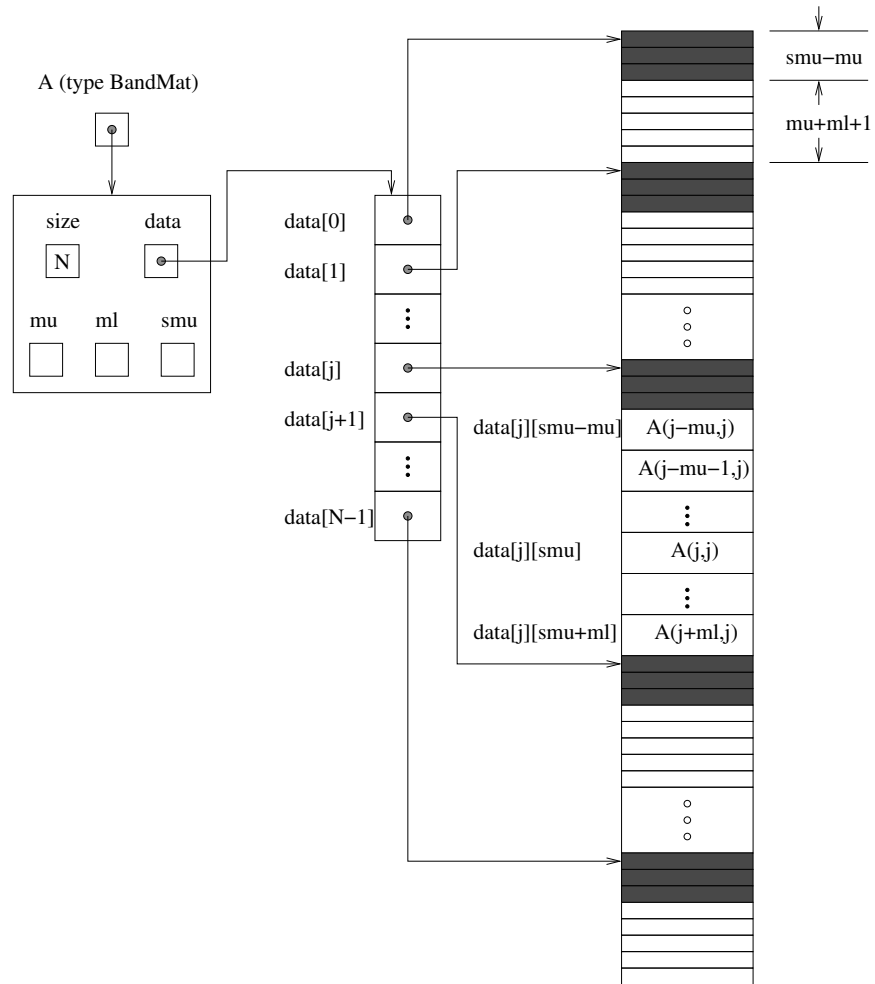 A (type BandMat)
size data
N
mu ml smu
data[0]
data[1]
data[j]
data[j+1]
data[N−1]
smu−mu
mu+ml+1
data[j][smu−mu] A(j−mu,j)
A(j−mu−1,j)
data[j][smu] A(j,j)
data[j][smu+ml] A(j+ml,j)